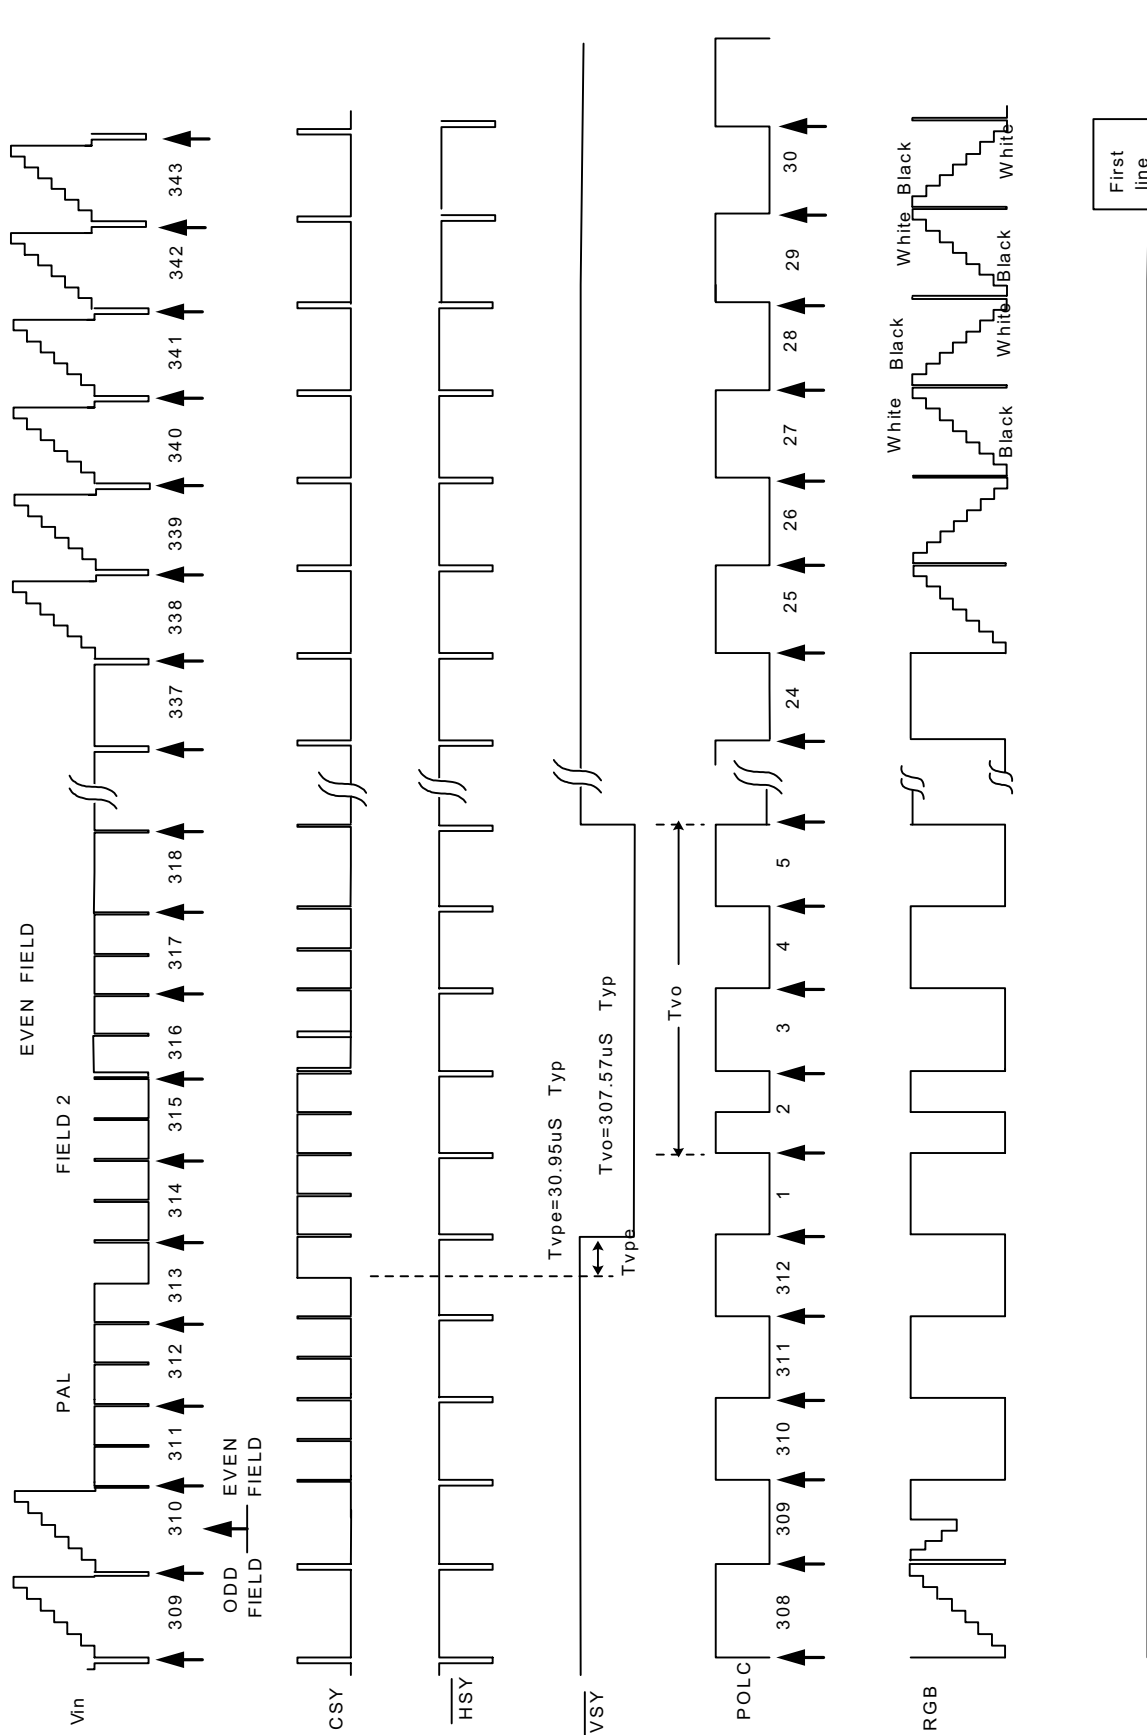 EVEN FIELD
PAL FIELD 2
Vin
309 310 311 312 313 314 315 316 317 318 337 338 339 340 341 342 343
ODD EVEN
FIELD FIELD
CSY
HSY
Tvpe=30.95uS Typ
VSY
Tvo=307.57uS Typ
Tvpe
Tvo
POLC
308 309 310 311 312 1 2 3 4 5 24 25 26 27 28 29 30
White Black White Black
RGB
Black White Black White
First
line